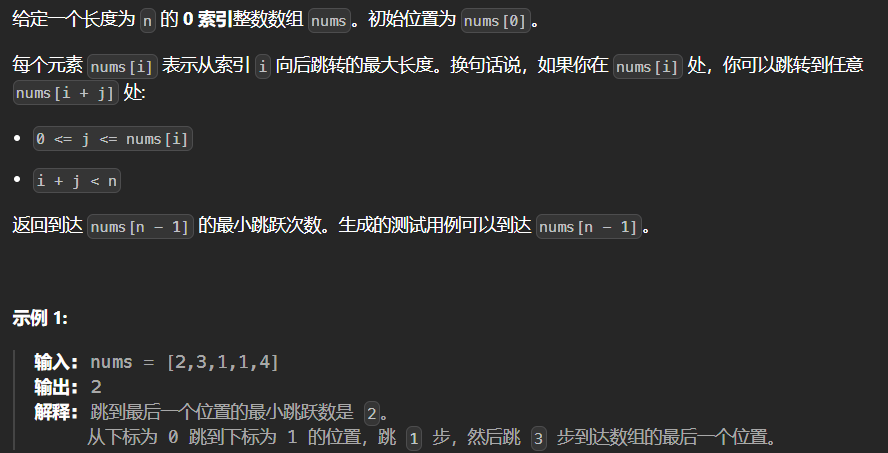 给定一个长度为 n 的 0 索引整数数组 nums。初始位置为 nums[0]。
每个元素 nums[i] 表示从索引 i 向后跳转的最大长度。换句话说，如果你在 nums[i] 处，你可以跳转到任意
nums[i + j] 处:
• 0 <= j <= nums[i]
• i + j < n
返回到达 nums[n - 1] 的最小跳跃次数。生成的测试用例可以到达 nums[n - 1]。
示例 1:
输入: nums = [2,3,1,1,4]
输出: 2
解释: 跳到最后一个位置的最小跳跃数是 2。
从下标为 0 跳到下标为 1 的位置，跳 1 步，然后跳 3 步到达数组的最后一个位置。